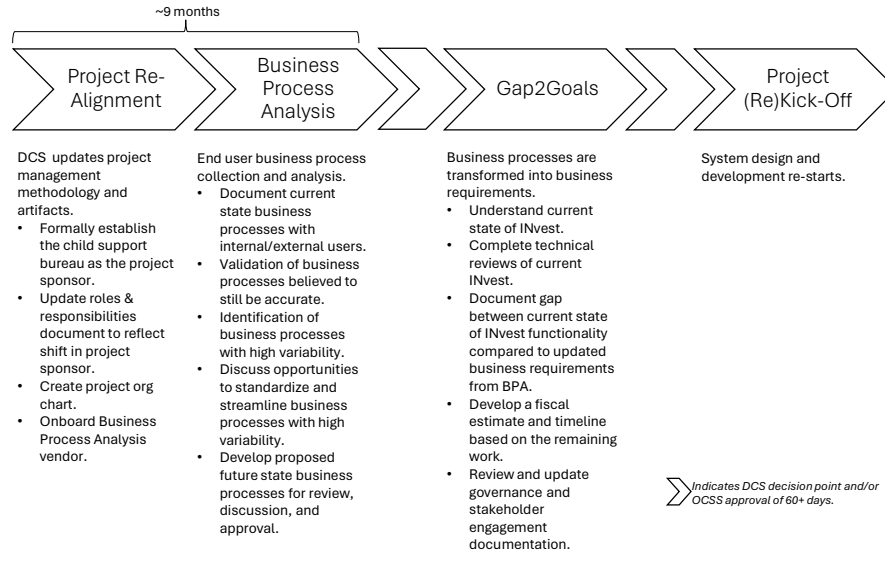 ~9 months
Project Re-
Alignment
Business
Process
Analysis
Gap2Goals
Project
(Re)Kick-Off
DCS updates project
management
methodology and
artifacts.
• Formally establish
the child support
bureau as the project
sponsor.
• Update roles &
responsibilities
document to reflect
shift in project
sponsor.
• Create project org
chart.
• Onboard Business
Process Analysis
vendor.
End user business process
collection and analysis.
• Document current
state business
processes with
internal/external users.
• Validation of business
processes believed to
still be accurate.
• Identification of
business processes
with high variability.
• Discuss opportunities
to standardize and
streamline business
processes with high
variability.
• Develop proposed
future state business
processes for review,
discussion, and
approval.
Business processes are
transformed into business
requirements.
• Understand current
state of INvest.
• Complete technical
reviews of current
INvest.
• Document gap
between current state
of INvest functionality
compared to updated
business requirements
from BPA.
• Develop a fiscal
estimate and timeline
based on the remaining
work.
• Review and update
governance and
stakeholder
engagement
documentation.
System design and
development re-starts.
Indicates DCS decision point and/or
OCSS approval of 60+ days.